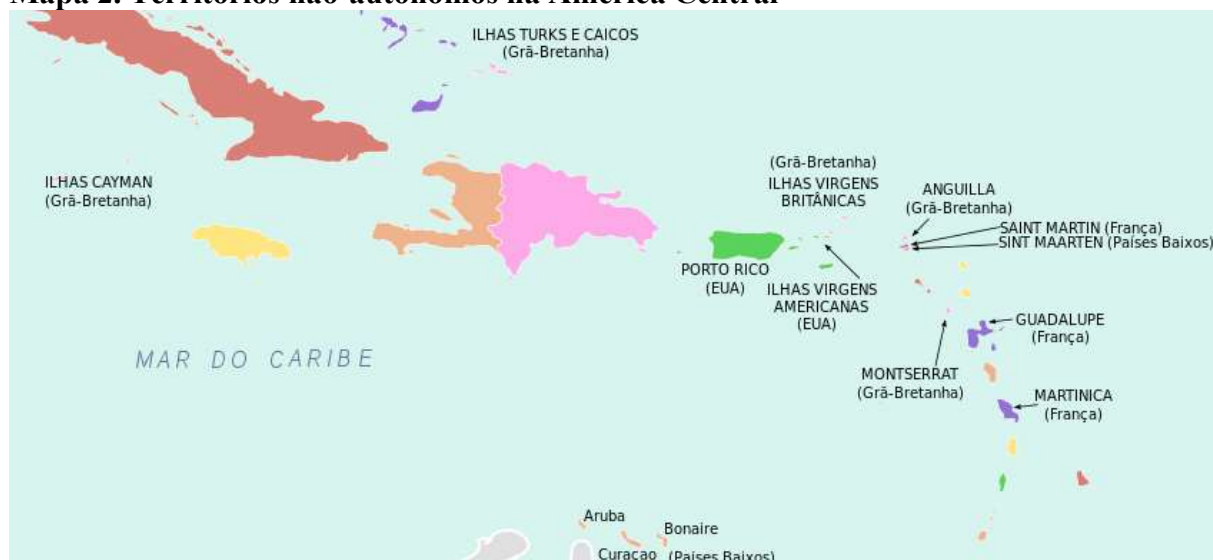 Mapa 2. Territórios não autônomos na América Central
ILHAS TURKS E CAICOS
(Grã-Bretanha)
ILHAS CAYMAN
(Grã-Bretanha)
(Grã-Bretanha)
ILHAS VIRGENS
BRITÂNICAS
ANGUILLA
(Grã-Bretanha)
SAINT MARTIN (França)
SINT MAARTEN (Países Baixos)
PORTO RICO
(EUA)
ILHAS VIRGENS
AMERICANAS
(EUA)
GUADALUPE
(França)
MAR DO CARIBE
MONTSERRAT
(Grã-Bretanha)
MARTINICA
(França)
Aruba
Bonaire
Curaçao (Países Baixos)